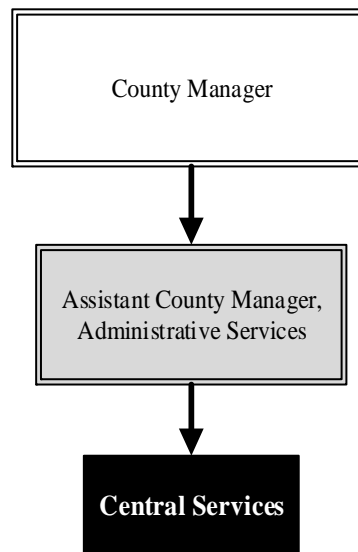 County Manager
Assistant County Manager,
Administrative Services
Central Services